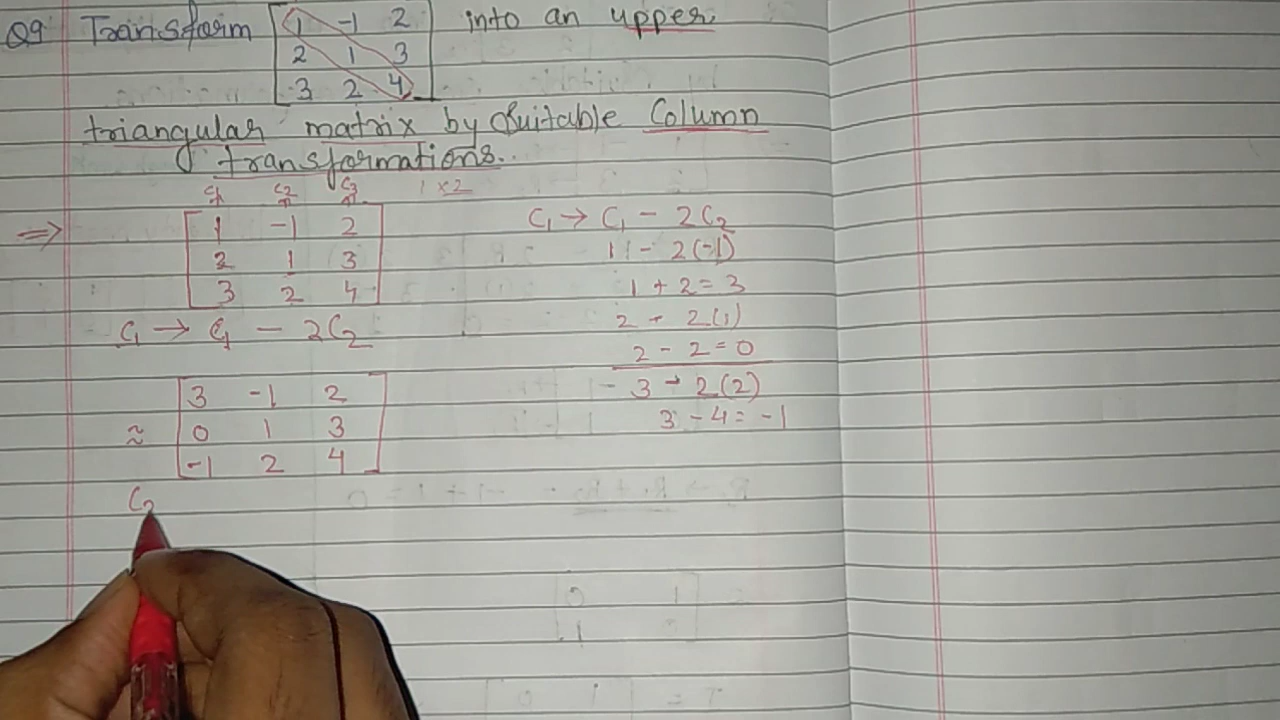 Q9 Transform [1 -1 2 into an upper
2 1 3
3 2 4]
triangular matrix by Suitable Column
transformations.
C1 C2 C3 1 × 2
⇒ [1 -1 2
2 1 3
3 2 4]
C1 → C1 - 2C2
≈ [3 -1 2
0 1 3
-1 2 4]
C2
C1 → C1 - 2C2
1 - 2(-1)
1 + 2 = 3
2 - 2(1)
2 - 2 = 0
3 - 2(2)
3 - 4 = -1